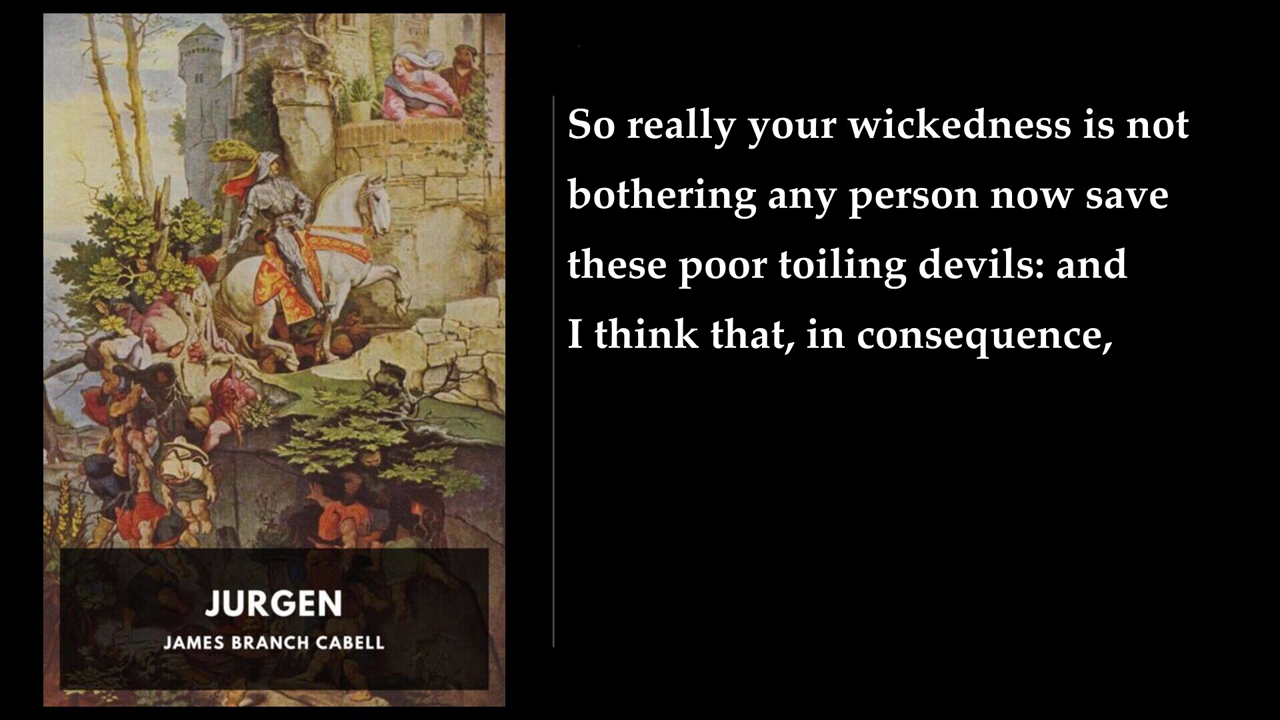 So really your wickedness is not
bothering any person now save
these poor toiling devils: and
I think that, in consequence,
JURGEN
JAMES BRANCH CABELL